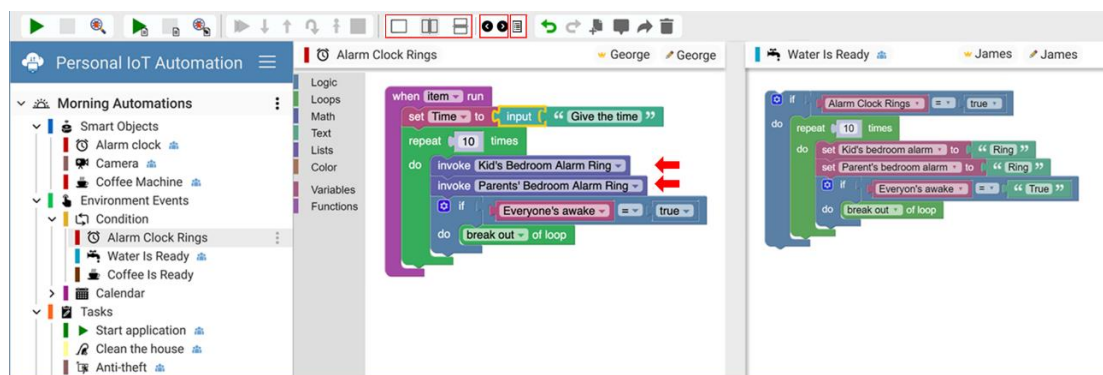 Personal IoT Automation
Morning Automations
Smart Objects
Alarm clock
Camera
Coffee Machine
Environment Events
Condition
Alarm Clock Rings
Water Is Ready
Coffee Is Ready
Calendar
Tasks
Start application
Clean the house
Anti-theft
Alarm Clock Rings
George
George
Logic
Loops
Math
Text
Lists
Color
Variables
Functions
when item run
set Time to input “ Give the time ”
repeat 10 times
do invoke Kid's Bedroom Alarm Ring
invoke Parents' Bedroom Alarm Ring
if Everyone's awake = true
do break out of loop
Water Is Ready
James
James
if Alarm Clock Rings = true
do repeat 10 times
do set Kid's bedroom alarm to “ Ring ”
set Parent's bedroom alarm to “ Ring ”
if Everyon's awake = “ True ”
do break out of loop